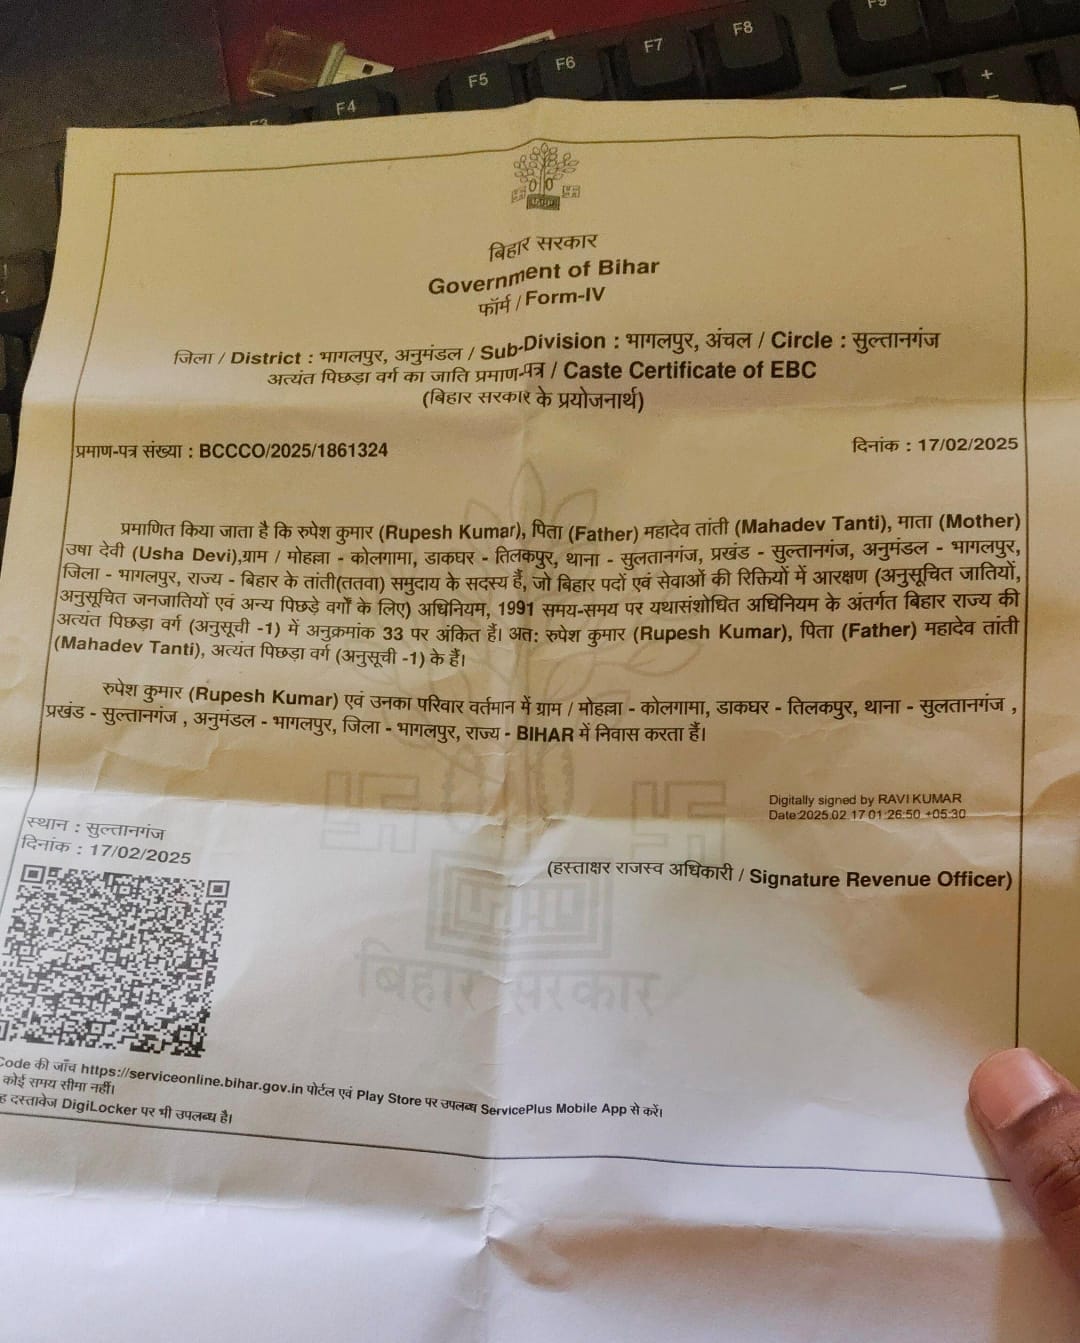 F3
F4
F5
F6
F7
F8
F9
बिहार सरकार
Government of Bihar
फॉर्म / Form-IV
जिला / District : भागलपुर, अनुमंडल / Sub-Division : भागलपुर, अंचल / Circle : सुल्तानगंज
अत्यंत पिछड़ा वर्ग का जाति प्रमाण-पत्र / Caste Certificate of EBC
(बिहार सरकार के प्रयोजनार्थ)
प्रमाण-पत्र संख्या : BCCCO/2025/1861324
दिनांक : 17/02/2025
प्रमाणित किया जाता है कि रुपेश कुमार (Rupesh Kumar), पिता (Father) महादेव तांती (Mahadev Tanti), माता (Mother)
उषा देवी (Usha Devi),ग्राम / मोहल्ला - कोलगामा, डाकघर - तिलकपुर, थाना - सुलतानगंज, प्रखंड - सुल्तानगंज, अनुमंडल - भागलपुर,
जिला - भागलपुर, राज्य - बिहार के तांती(ततवा) समुदाय के सदस्य हैं, जो बिहार पदों एवं सेवाओं की रिक्तियों में आरक्षण (अनुसूचित जातियों,
अनुसूचित जनजातियों एवं अन्य पिछड़े वर्गों के लिए) अधिनियम, 1991 समय-समय पर यथासंशोधित अधिनियम के अंतर्गत बिहार राज्य की
अत्यंत पिछड़ा वर्ग (अनुसूची -1) में अनुक्रमांक 33 पर अंकित हैं। अत: रुपेश कुमार (Rupesh Kumar), पिता (Father) महादेव तांती
(Mahadev Tanti), अत्यंत पिछड़ा वर्ग (अनुसूची -1) के हैं।
रुपेश कुमार (Rupesh Kumar) एवं उनका परिवार वर्तमान में ग्राम / मोहल्ला - कोलगामा, डाकघर - तिलकपुर, थाना - सुलतानगंज ,
प्रखंड - सुल्तानगंज , अनुमंडल - भागलपुर, जिला - भागलपुर, राज्य - BIHAR में निवास करता हैं।
Digitally signed by RAVI KUMAR
Date:2025.02.17 01:26:50 +05:30
स्थान : सुल्तानगंज
दिनांक : 17/02/2025
(हस्ताक्षर राजस्व अधिकारी / Signature Revenue Officer)
बिहार सरकार
Code की जाँच https://serviceonline.bihar.gov.in पोर्टल एवं Play Store पर उपलब्ध ServicePlus Mobile App से करें।
कोई समय सीमा नहीं।
दस्तावेज DigiLocker पर भी उपलब्ध है।